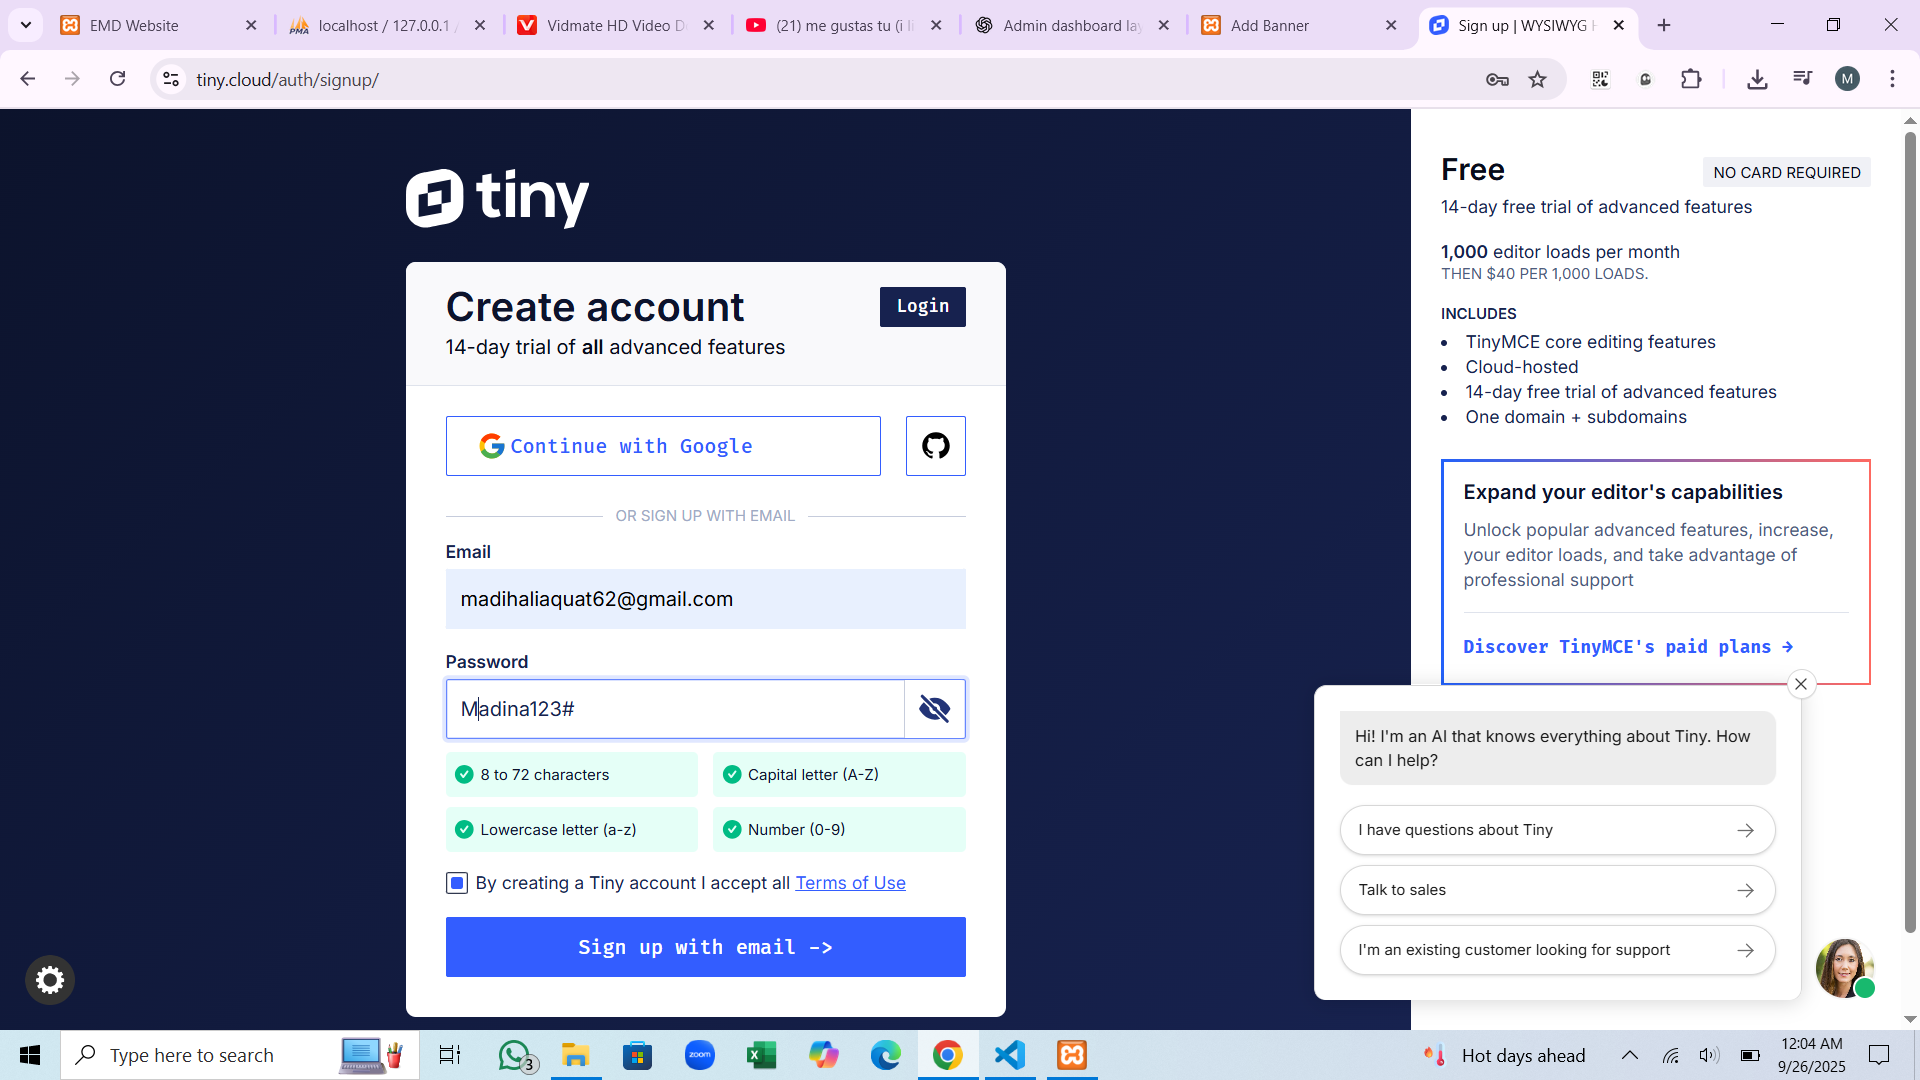 EMD Website
localhost / 127.0.0.1 /
Vidmate HD Video D
(21) me gustas tu (i li
Admin dashboard lay
Add Banner
Sign up | WYSIWYG H
tiny.cloud/auth/signup/
M
tiny
Create account
Login
14-day trial of all advanced features
Continue with Google
OR SIGN UP WITH EMAIL
Email
madihaliaquat62@gmail.com
Password
Madina123#
8 to 72 characters
Capital letter (A-Z)
Lowercase letter (a-z)
Number (0-9)
By creating a Tiny account I accept all Terms of Use
Sign up with email ->
Free
NO CARD REQUIRED
14-day free trial of advanced features
1,000 editor loads per month
THEN $40 PER 1,000 LOADS.
INCLUDES
• TinyMCE core editing features
• Cloud-hosted
• 14-day free trial of advanced features
• One domain + subdomains
Expand your editor's capabilities
Unlock popular advanced features, increase,
your editor loads, and take advantage of
professional support
Discover TinyMCE's paid plans →
Hi! I'm an AI that knows everything about Tiny. How
can I help?
I have questions about Tiny
Talk to sales
I'm an existing customer looking for support
Type here to search
3
zoom
Hot days ahead
12:04 AM
9/26/2025